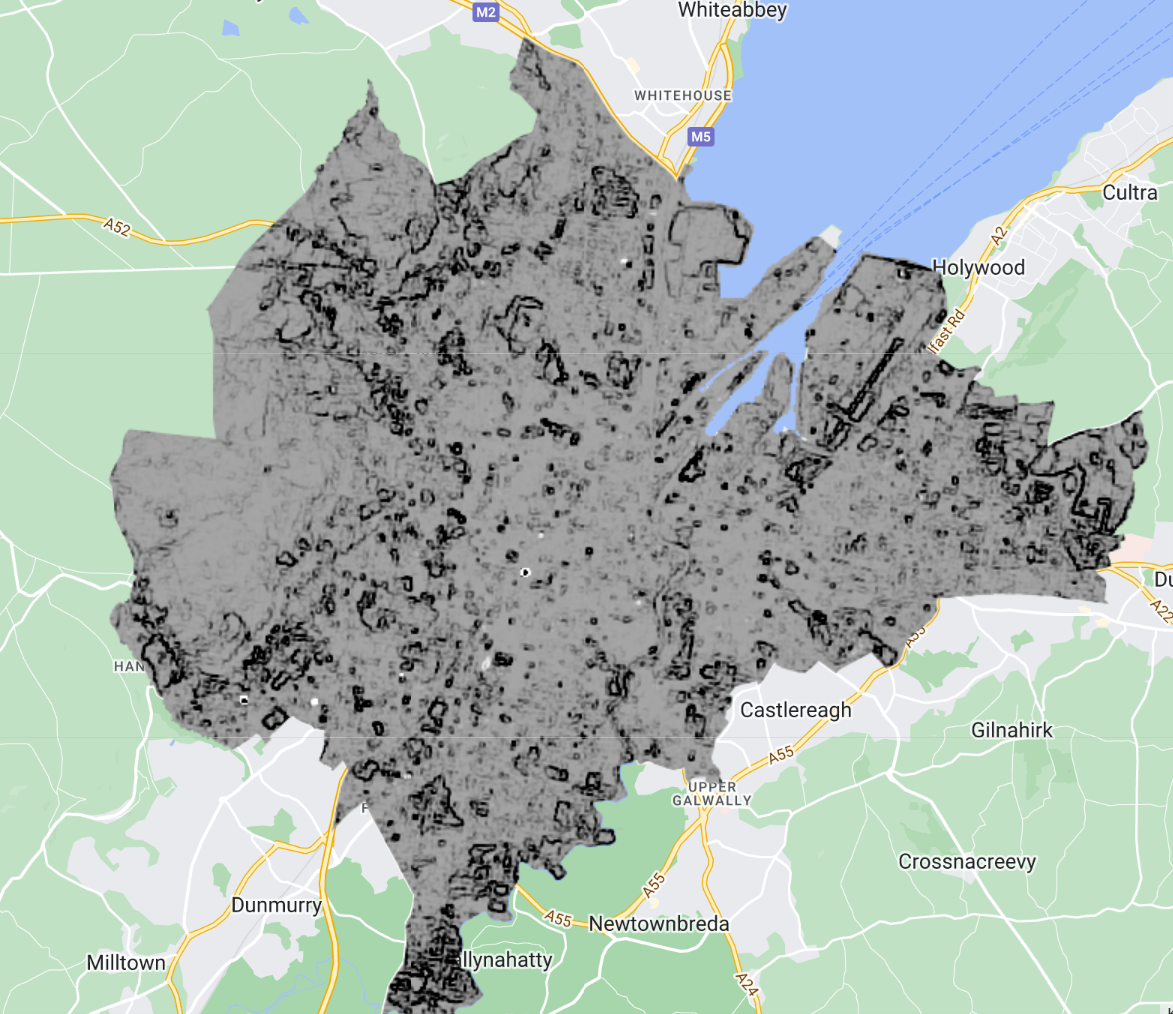 M2
Whiteabbey
WHITEHOUSE
M5
Cultra
A52
A2
Holywood
lfast Rd
HAN
Du
A22
A55
Castlereagh
Gilnahirk
A55
UPPER
GALWALLY
F
Crossnacreevy
A55
Dunmurry
A55
Newtownbreda
Milltown
allynahatty
A24